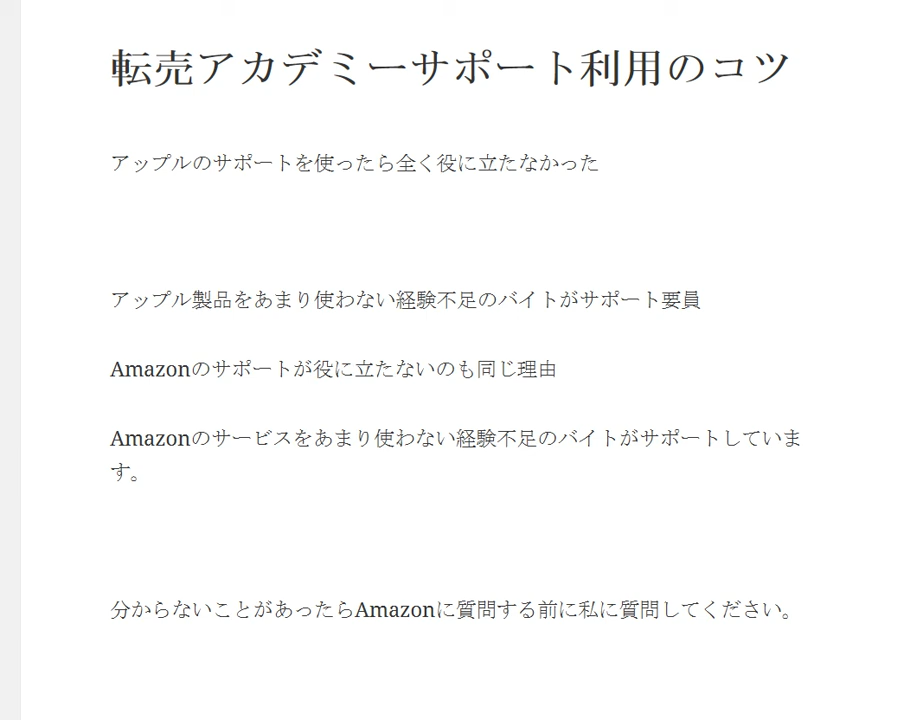 転売アカデミーサポート利用のコツ
アップルのサポートを使ったら全く役に立たなかった
アップル製品をあまり使わない経験不足のバイトがサポート要員
Amazonのサポートが役に立たないのも同じ理由
Amazonのサービスをあまり使わない経験不足のバイトがサポートしていま
す。
分からないことがあったらAmazonに質問する前に私に質問してください。